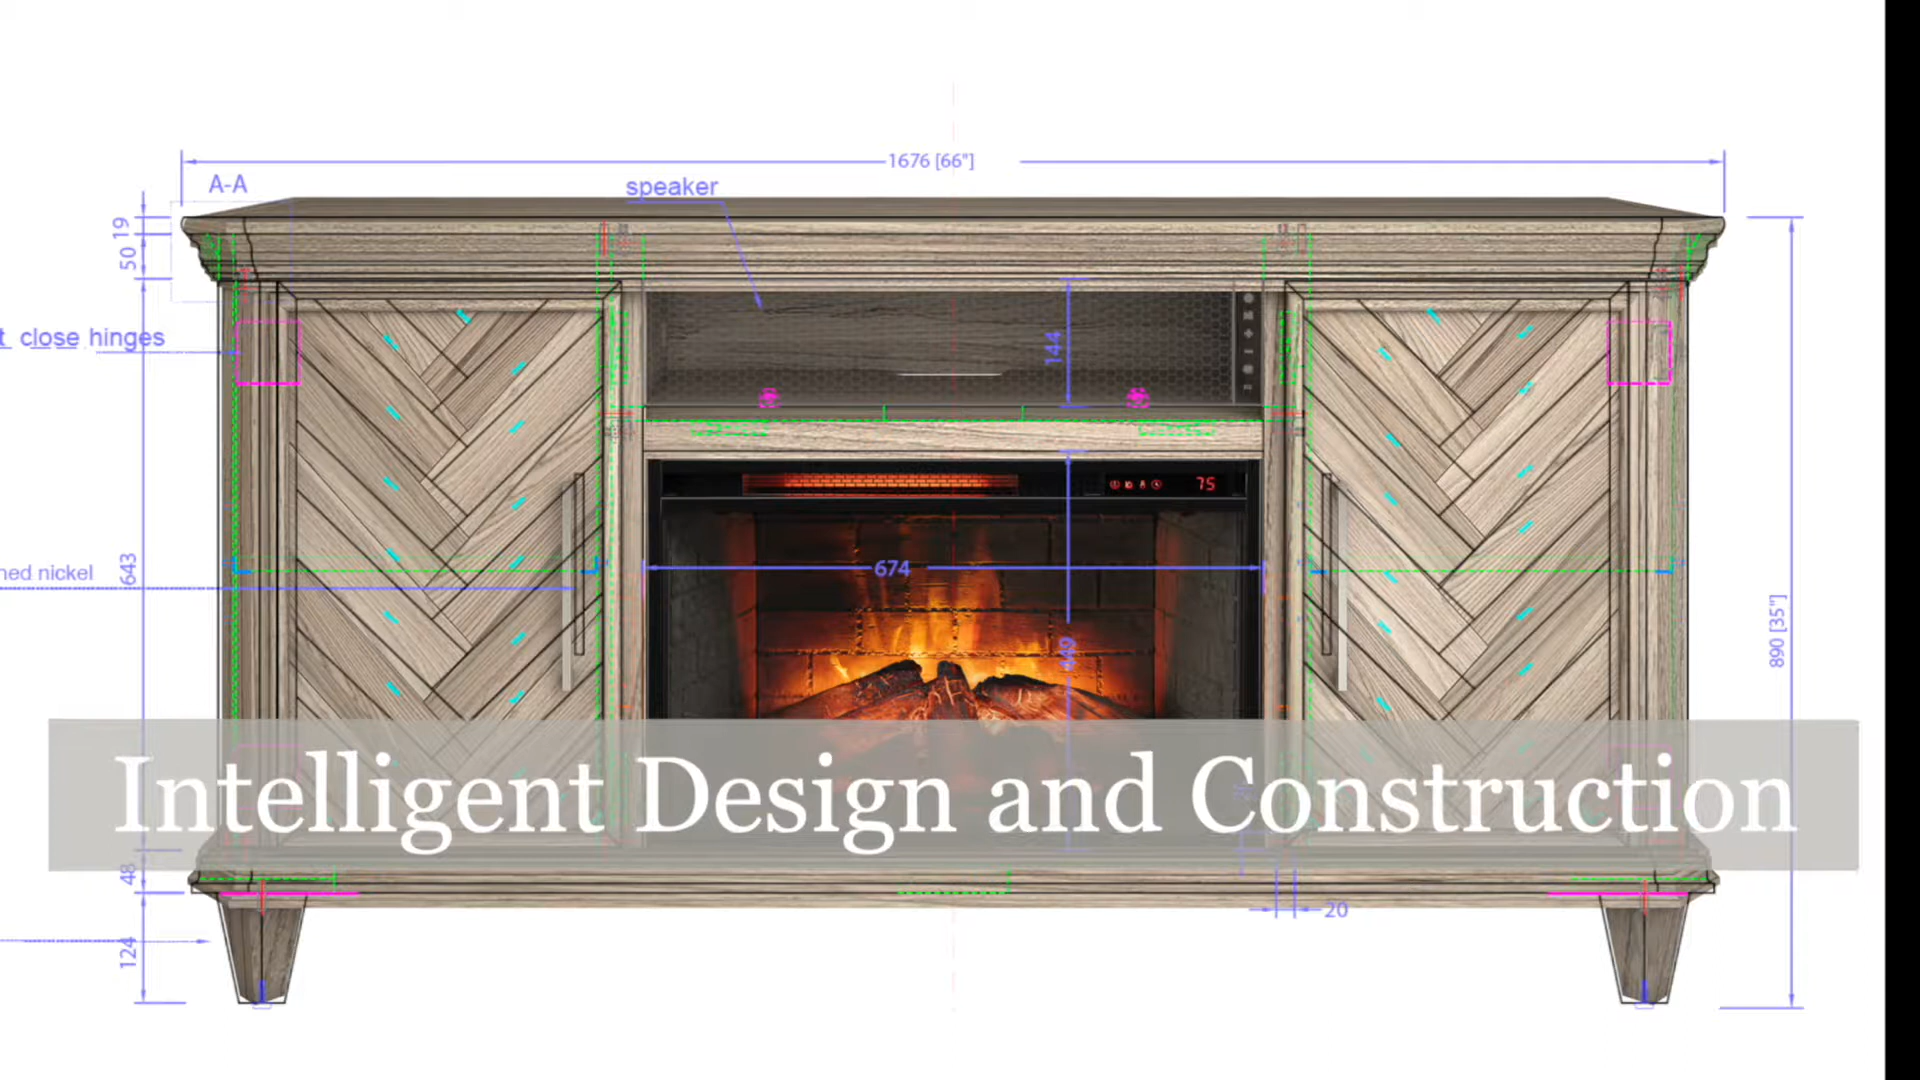 1676 [66"]
A-A
speaker
19
50
144
t close hinges
75
643
674
ned nickel
449
890 [35"]
Intelligent Design and Construction
48
20
124